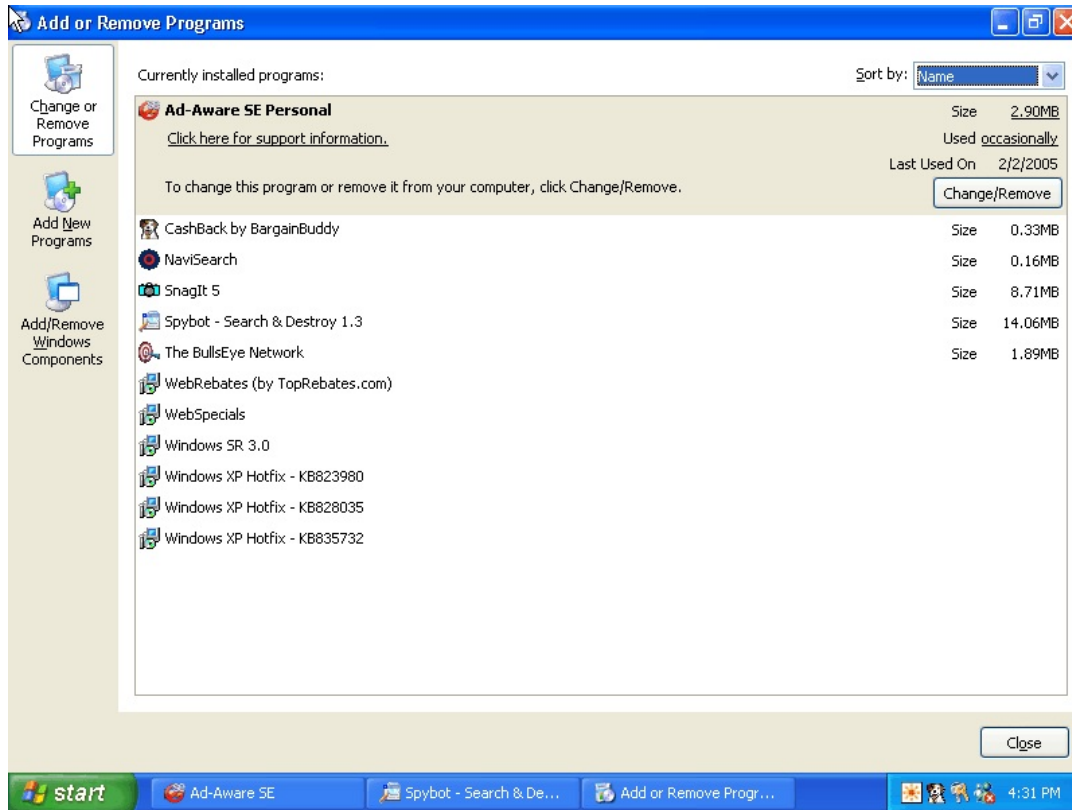 Add or Remove Programs
Change or
Remove
Programs
Add New
Programs
Add/Remove
Windows
Components
Currently installed programs:
Sort by: Name
Ad-Aware SE Personal Size 2.90MB
Click here for support information. Used occasionally
Last Used On 2/2/2005
To change this program or remove it from your computer, click Change/Remove. Change/Remove
CashBack by BargainBuddy Size 0.33MB
NaviSearch Size 0.16MB
SnagIt 5 Size 8.71MB
Spybot - Search & Destroy 1.3 Size 14.06MB
The BullsEye Network Size 1.89MB
WebRebates (by TopRebates.com)
WebSpecials
Windows SR 3.0
Windows XP Hotfix - KB823980
Windows XP Hotfix - KB828035
Windows XP Hotfix - KB835732
Close
start Ad-Aware SE Spybot - Search & De... Add or Remove Progr... 4:31 PM